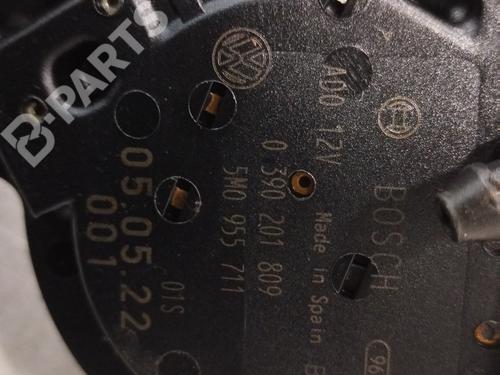 B-PARTS
A00 12V
BOSCH
0 390 201 809
Made in Spain
5M0 955 711
01S
05.05.22
001
96